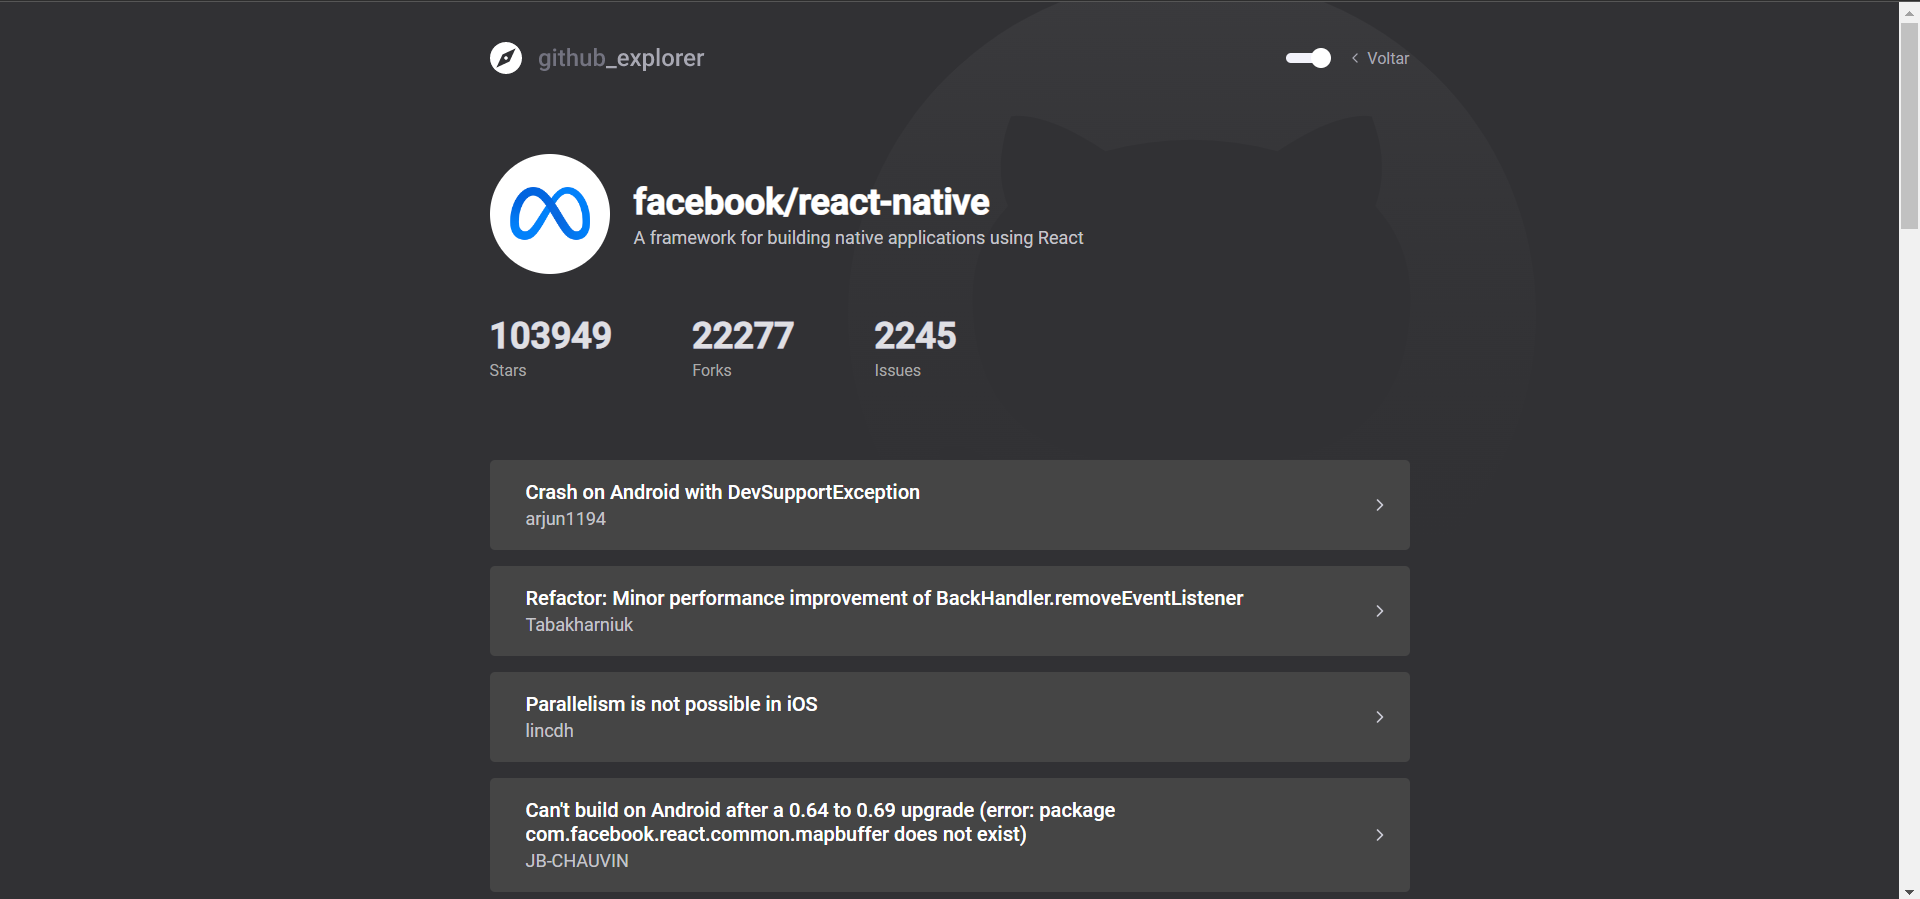 github_explorer
Voltar
facebook/react-native
A framework for building native applications using React
103949
Stars
22277
Forks
2245
Issues
Crash on Android with DevSupportException
arjun1194
Refactor: Minor performance improvement of BackHandler.removeEventListener
Tabakharniuk
Parallelism is not possible in iOS
lincdh
Can't build on Android after a 0.64 to 0.69 upgrade (error: package
com.facebook.react.common.mapbuffer does not exist)
JB-CHAUVIN